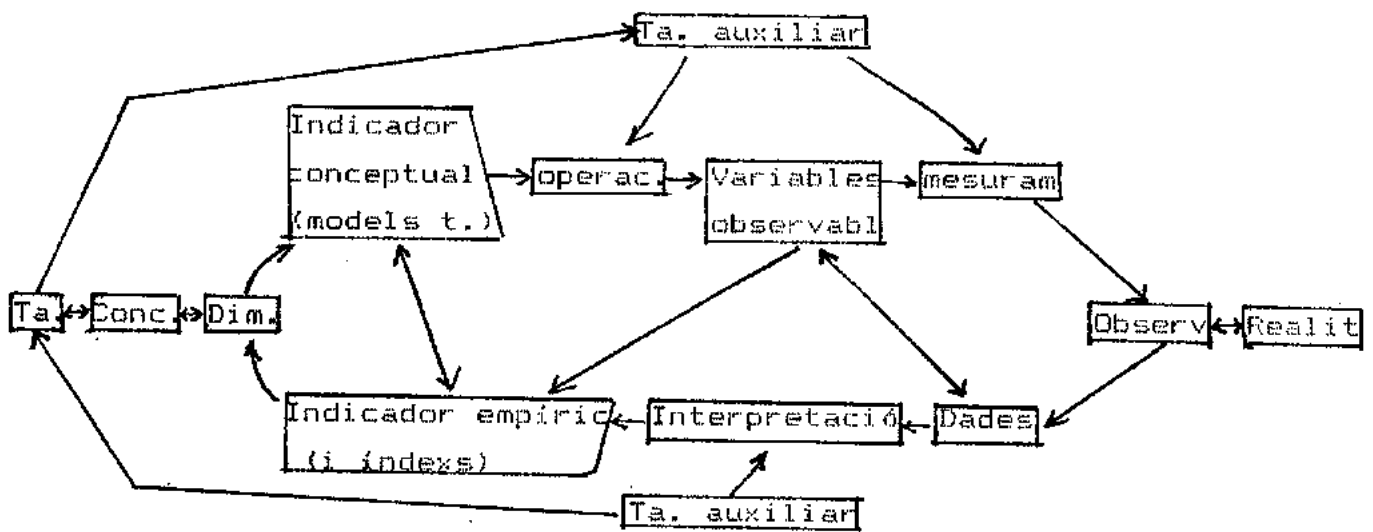 Ta. auxiliar
Indicador
conceptual
(models t.)
operac.
Variables
observabl
mesuram
Ta.
Conc.
Dim.
Observ
Realit
Indicador empíric
(i índexs)
Interpretació
Dades
Ta. auxiliar